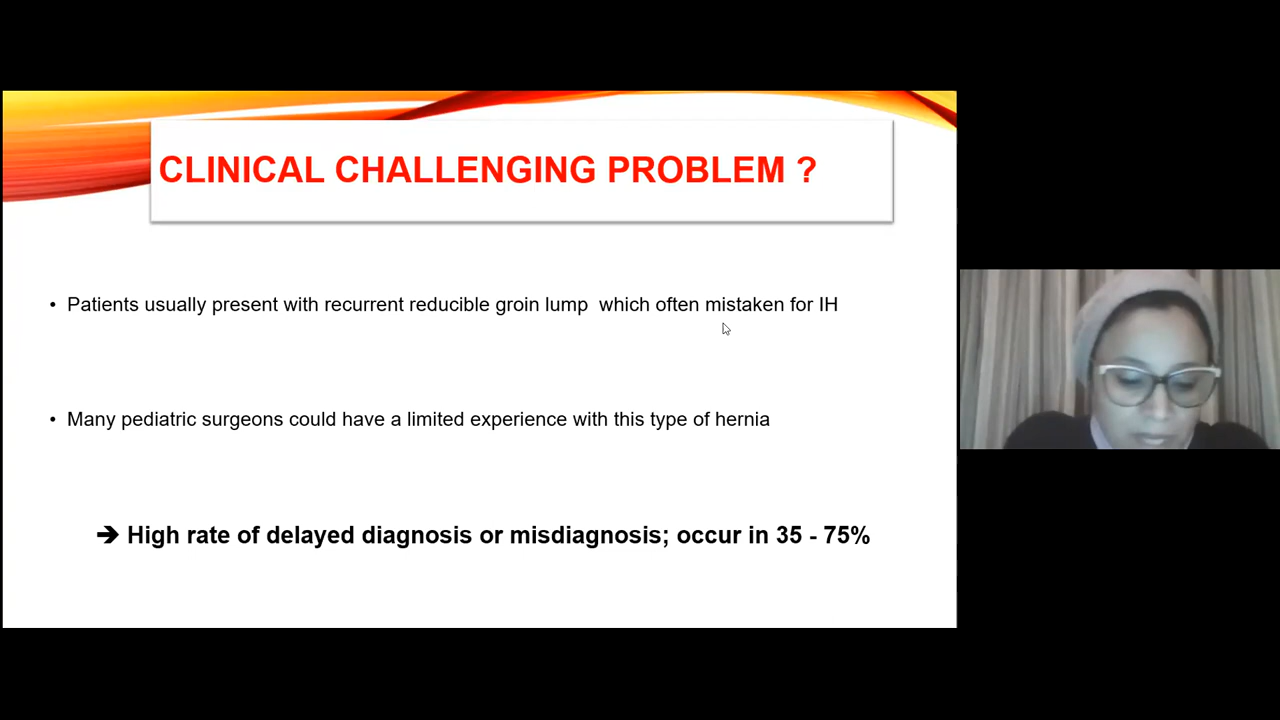 CLINICAL CHALLENGING PROBLEM ?
• Patients usually present with recurrent reducible groin lump  which often mistaken for IH
• Many pediatric surgeons could have a limited experience with this type of hernia
➔ High rate of delayed diagnosis or misdiagnosis; occur in 35 - 75%